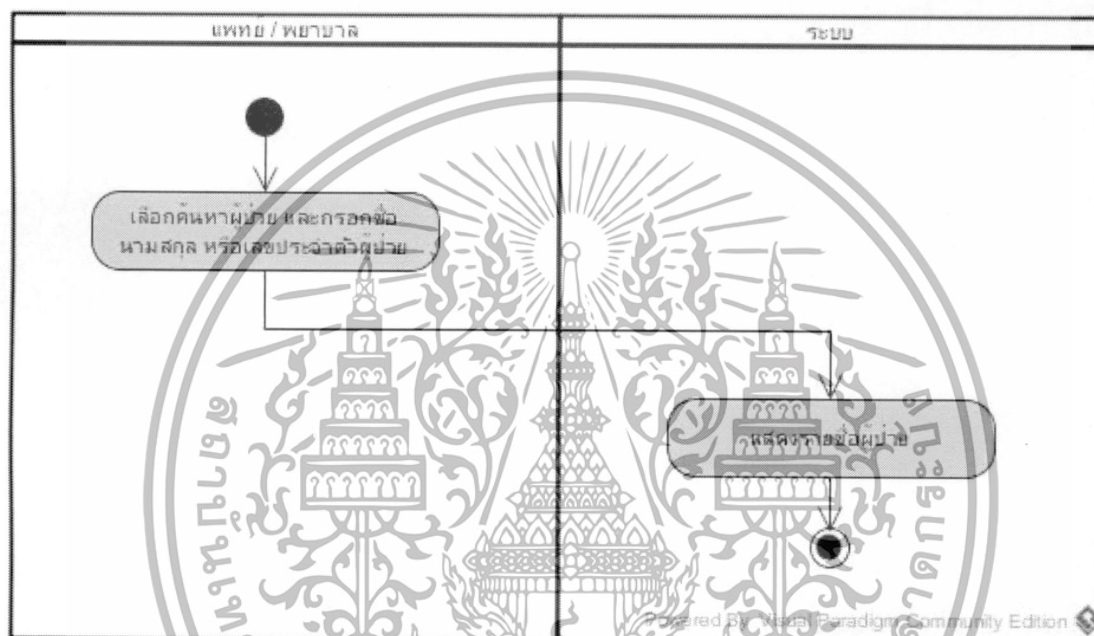 แพทย์ / พยาบาล
ระบบ
เลือกค้นหาผู้ป่วย และกรอกชื่อ
นามสกุล หรือเลขประจำตัวผู้ป่วย
แสดงรายชื่อผู้ป่วย
Powered By Visual Paradigm Community Edition